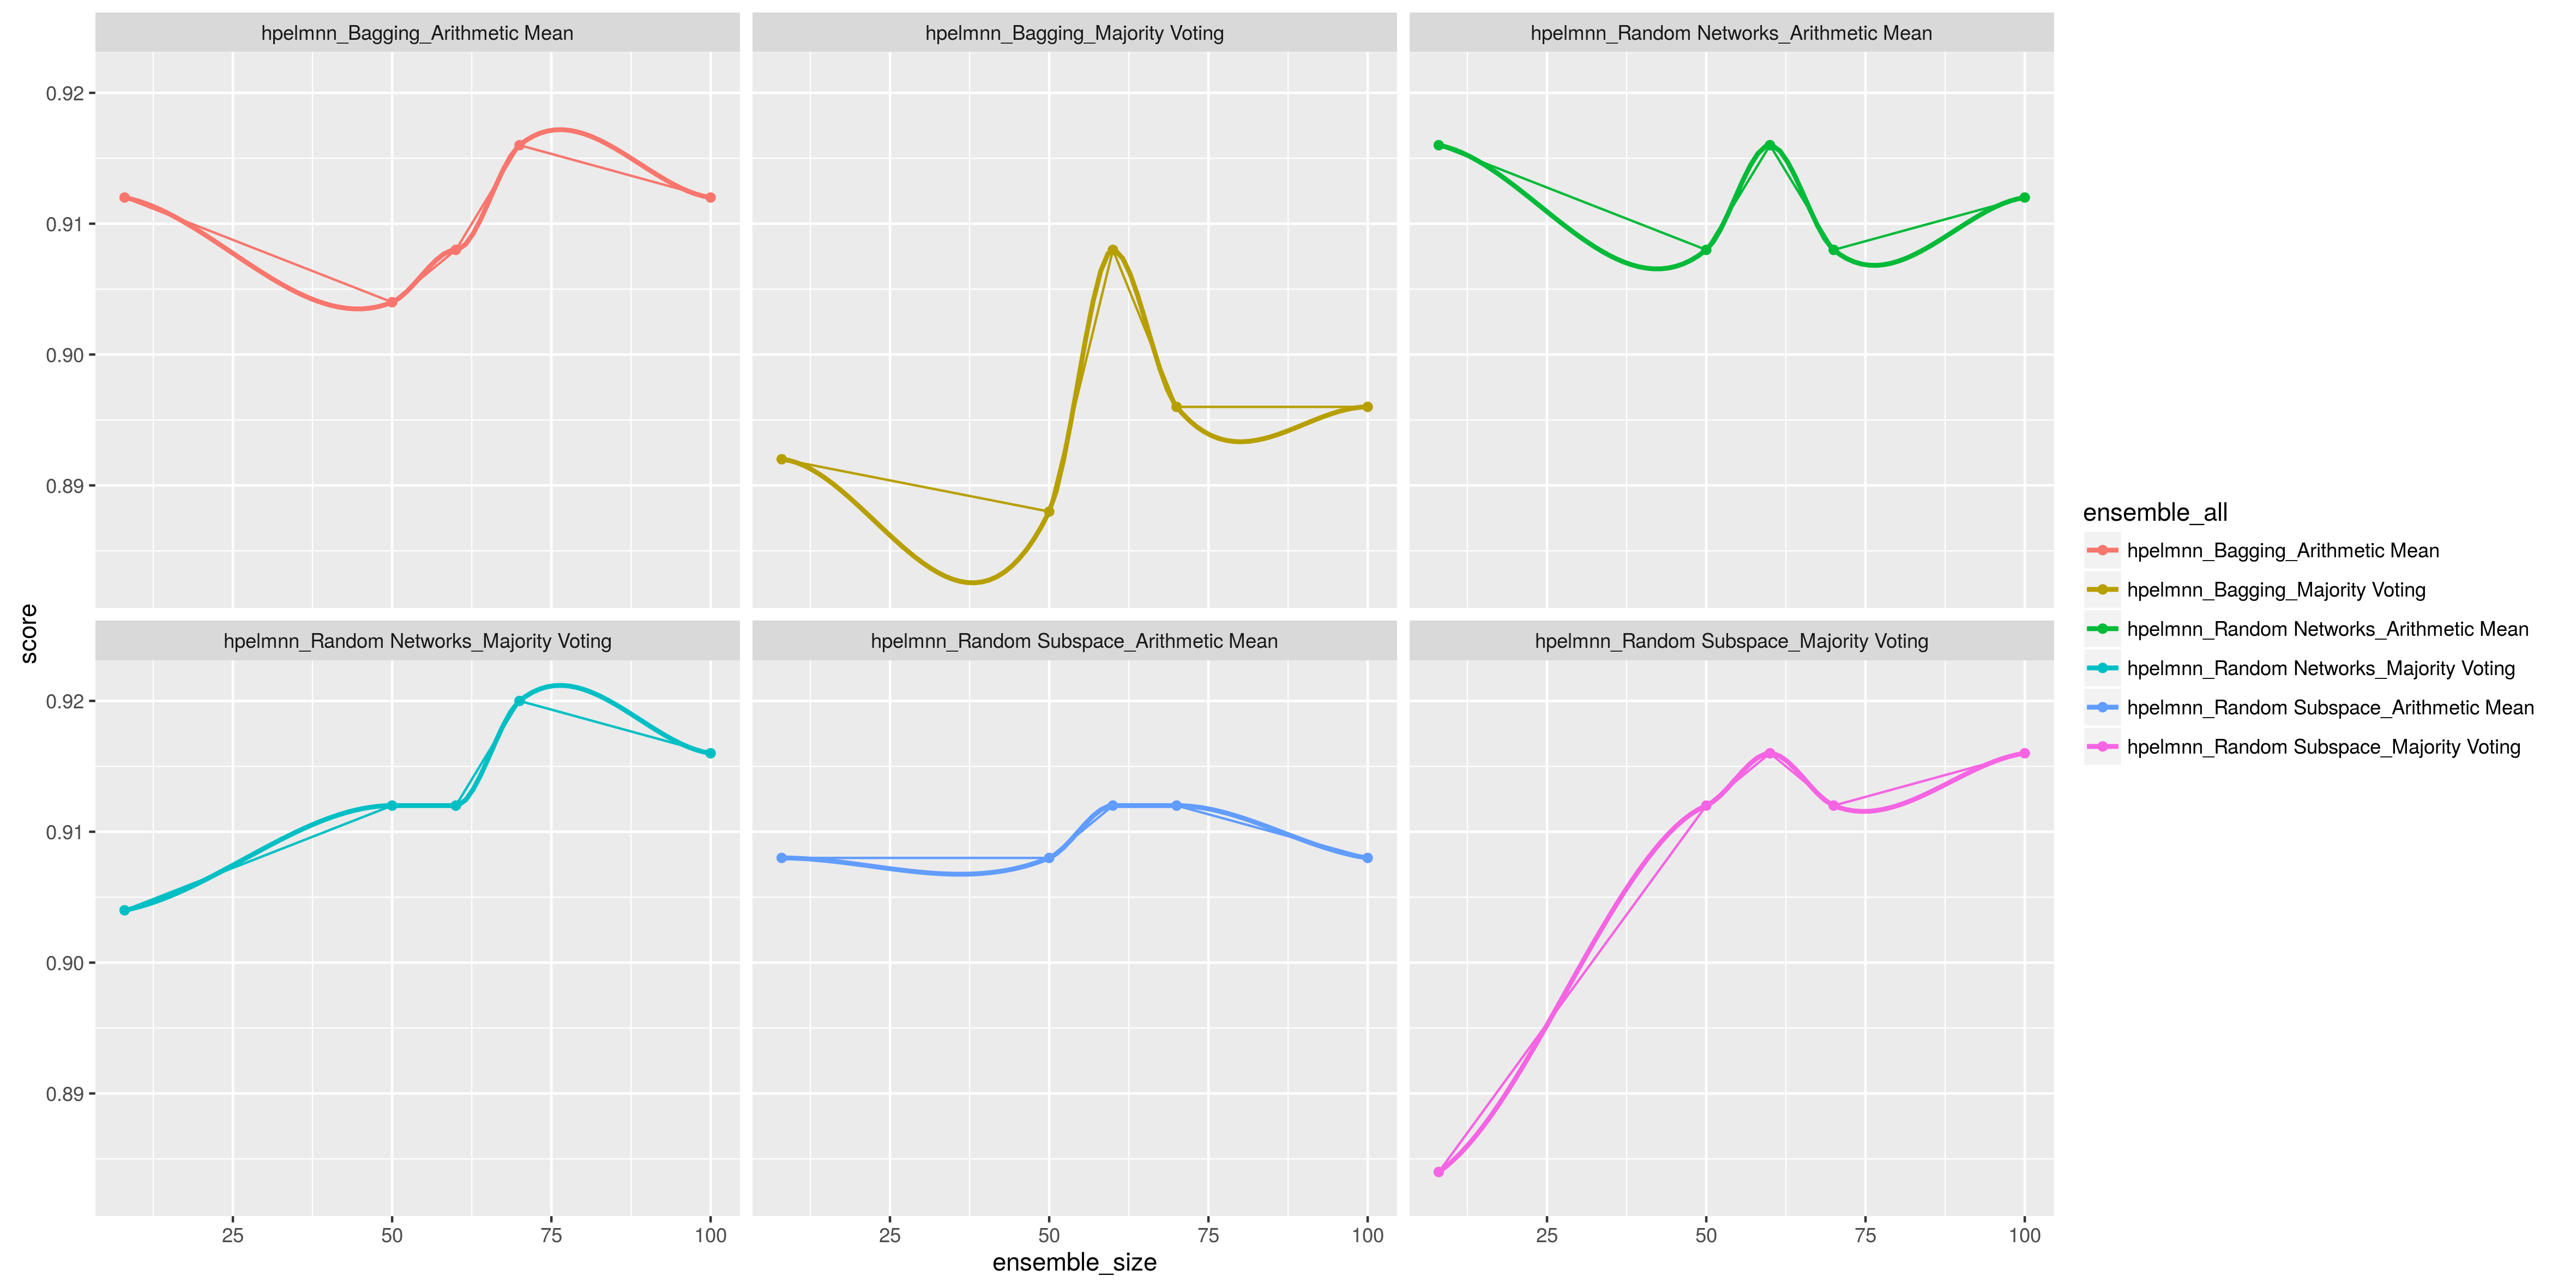 hpelmnn_Bagging_Arithmetic Mean
hpelmnn_Bagging_Majority Voting
hpelmnn_Random Networks_Arithmetic Mean
0.92
0.91
0.90
0.89
hpelmnn_Random Networks_Majority Voting
hpelmnn_Random Subspace_Arithmetic Mean
hpelmnn_Random Subspace_Majority Voting
0.92
0.91
0.90
0.89
score
25 50 75 100
25 50 75 100
25 50 75 100
ensemble_size
ensemble_all
hpelmnn_Bagging_Arithmetic Mean
hpelmnn_Bagging_Majority Voting
hpelmnn_Random Networks_Arithmetic Mean
hpelmnn_Random Networks_Majority Voting
hpelmnn_Random Subspace_Arithmetic Mean
hpelmnn_Random Subspace_Majority Voting